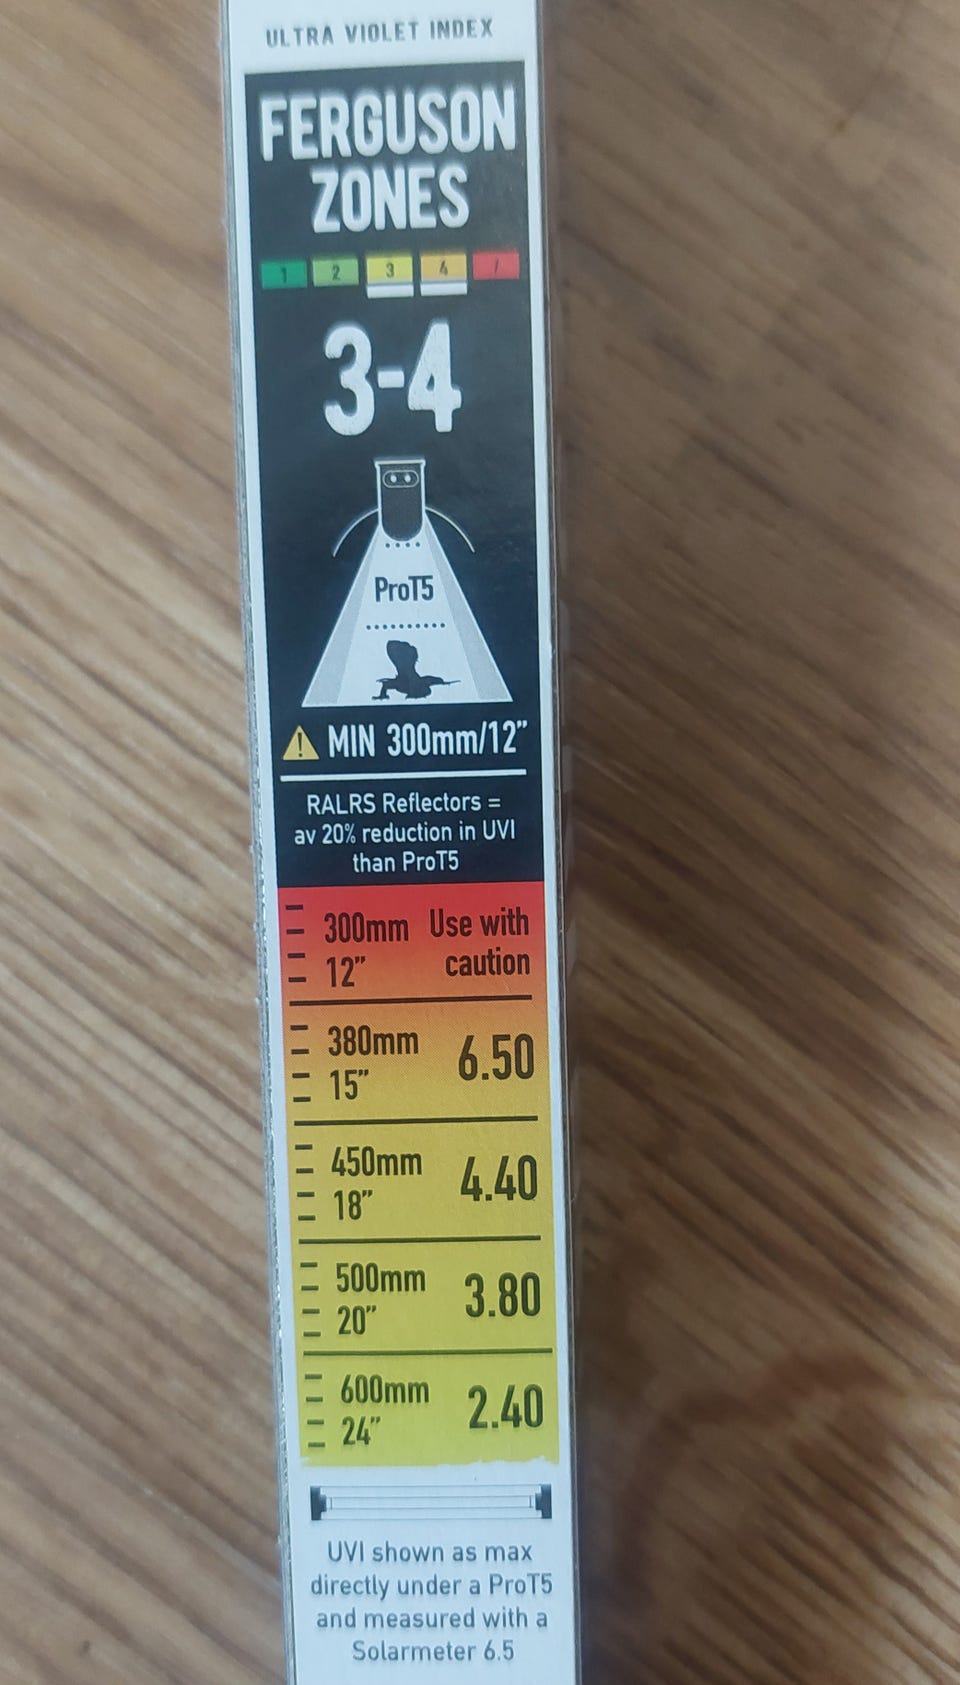 ULTRA VIOLET INDEX
FERGUSON
ZONES
1 2 3 4 /
3-4
ProT5
MIN 300mm/12”
RALRS Reflectors =
av 20% reduction in UVI
than ProT5
300mm Use with
12” caution
380mm 6.50
15”
450mm 4.40
18”
500mm 3.80
20”
600mm 2.40
24”
UVI shown as max
directly under a ProT5
and measured with a
Solarmeter 6.5